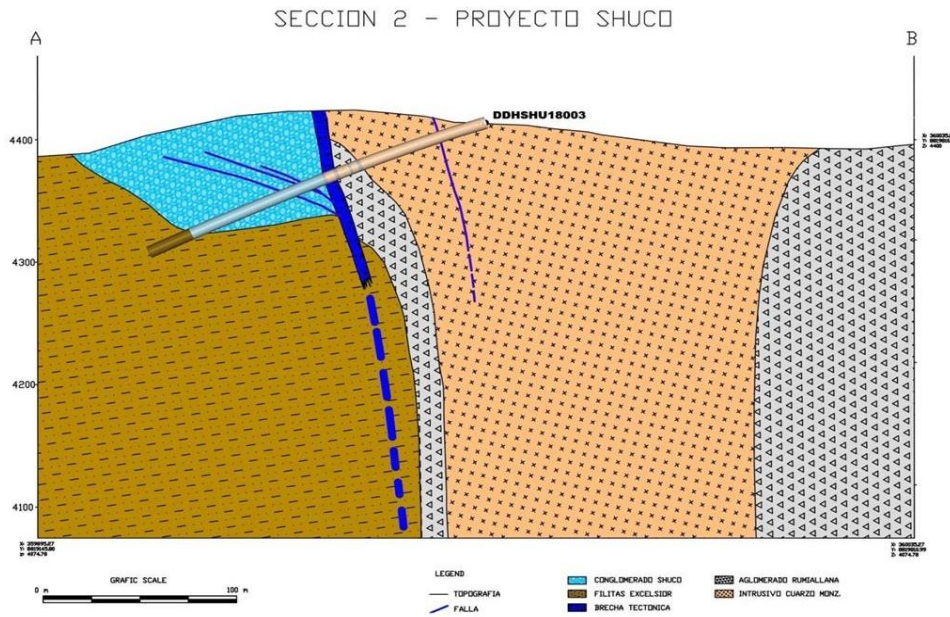 SECCION 2 - PROYECTO SHUCO
A
B
DDHSHU18003
4400
4300
4200
4100
GRAFIC SCALE
0 M
100 M
LEGEND
TOPOGRAFIA
FALLA
CONGLOMERADO SHUCO
FILITAS EXCELSIOR
BRECHA TECTONICA
AGLOMERADO RUMIALLANA
INTRUSIVO CUARZO MONZ.